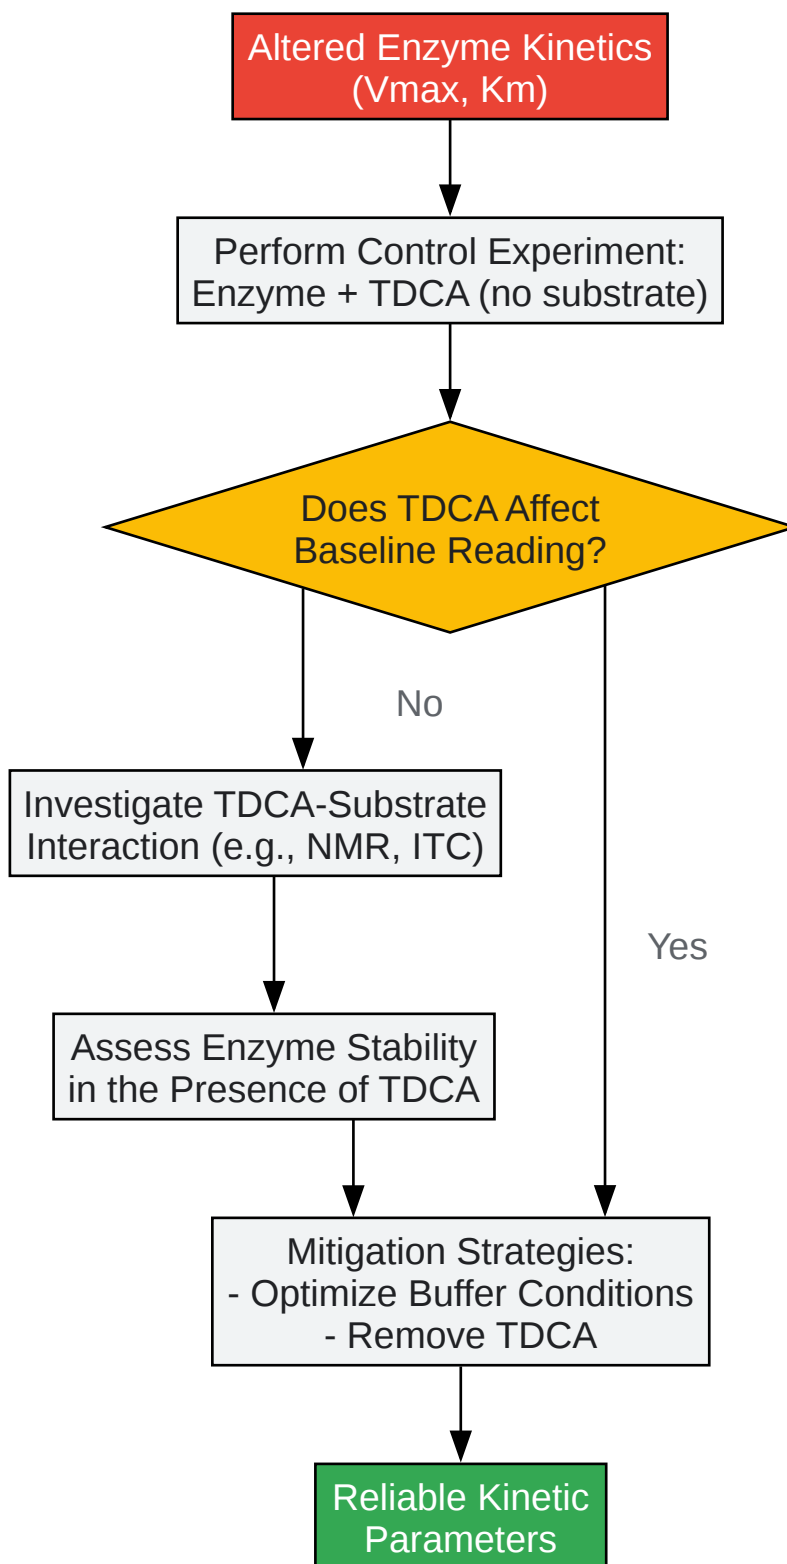 Altered Enzyme Kinetics
(Vmax, Km)
Perform Control Experiment:
Enzyme + TDCA (no substrate)
Does TDCA Affect
Baseline Reading?
No
Investigate TDCA-Substrate
Interaction (e.g., NMR, ITC)
Yes
Assess Enzyme Stability
in the Presence of TDCA
Mitigation Strategies:
- Optimize Buffer Conditions
- Remove TDCA
Reliable Kinetic
Parameters